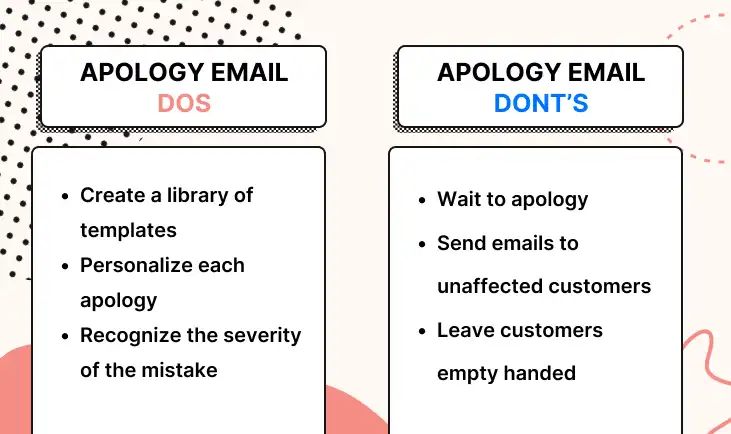 APOLOGY EMAIL
DOS
• Create a library of
templates
• Personalize each
apology
• Recognize the severity
of the mistake
APOLOGY EMAIL
DONT'S
• Wait to apology
• Send emails to
unaffected customers
• Leave customers
empty handed